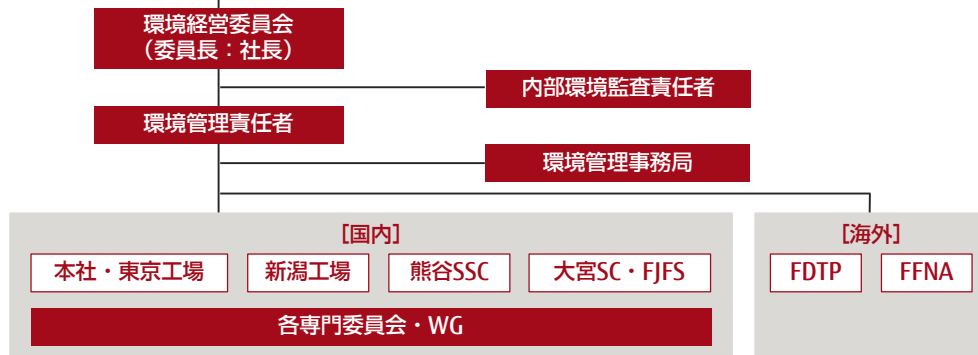 環境経営委員会
（委員長：社長）
内部環境監査責任者
環境管理責任者
環境管理事務局
[国内]
本社・東京工場
新潟工場
熊谷SSC
大宮SC・FJFS
各専門委員会・WG
[海外]
FDTP
FFNA